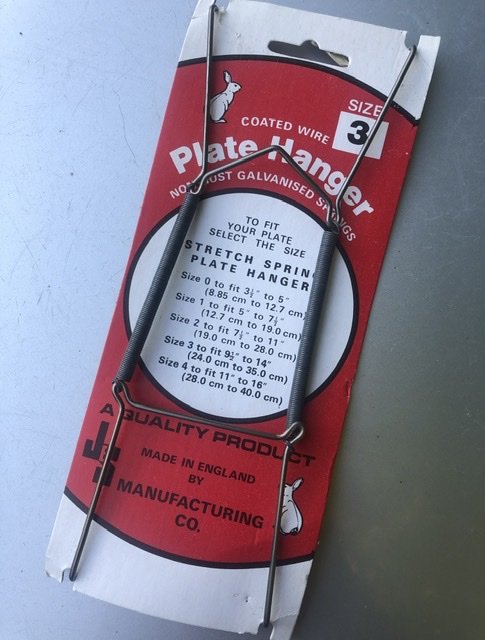 SIZE
3
COATED WIRE
Plate Hanger
NON-RUST GALVANISED SPRINGS
TO FIT
YOUR PLATE
SELECT THE SIZE
STRETCH SPRING
PLATE HANGER
Size 0 to fit 3½" to 5"
(8.85 cm to 12.7 cm)
Size 1 to fit 5" to 7½"
(12.7 cm to 19.0 cm)
Size 2 to fit 7½" to 11"
(19.0 cm to 28.0 cm)
Size 3 to fit 9½" to 14"
(24.0 cm to 35.0 cm)
Size 4 to fit 11" to 16"
(28.0 cm to 40.0 cm)
A QUALITY PRODUCT
MADE IN ENGLAND
BY
MANUFACTURING
CO.